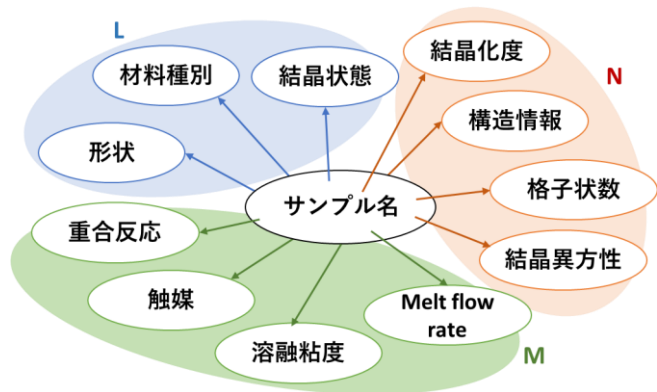 L
材料種別
結晶状態
形状
結晶化度
N
構造情報
格子状数
結晶異方性
サンプル名
重合反応
触媒
溶融粘度
Melt flow
rate
M